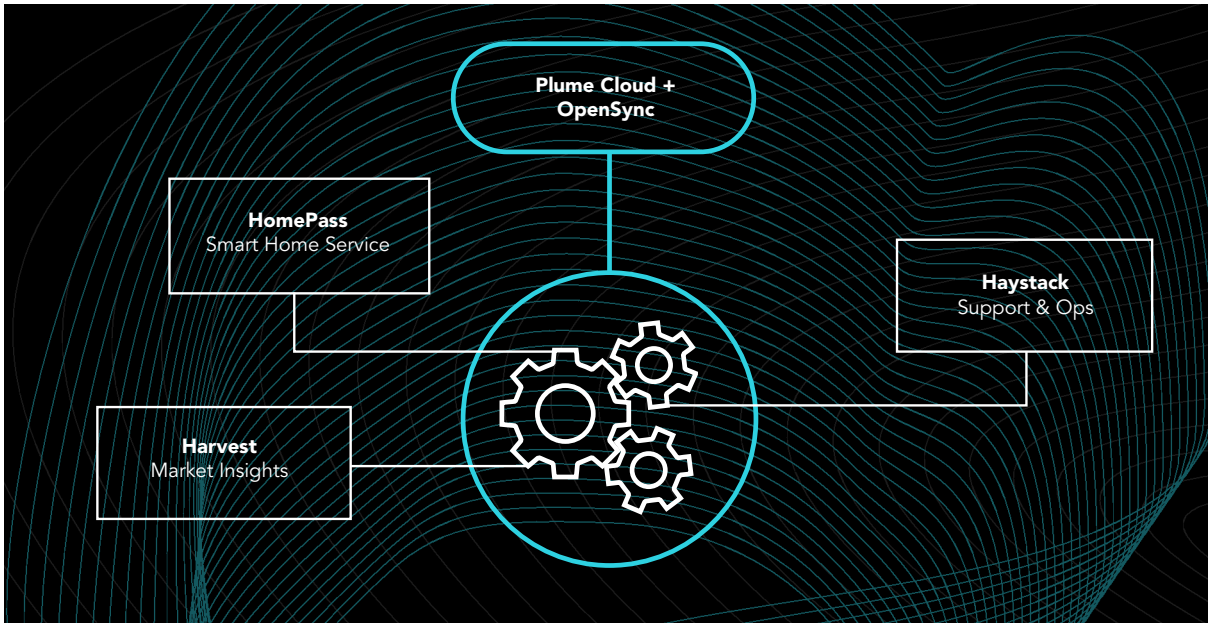 Plume Cloud +
OpenSync
HomePass
Smart Home Service
Haystack
Support & Ops
Harvest
Market Insights